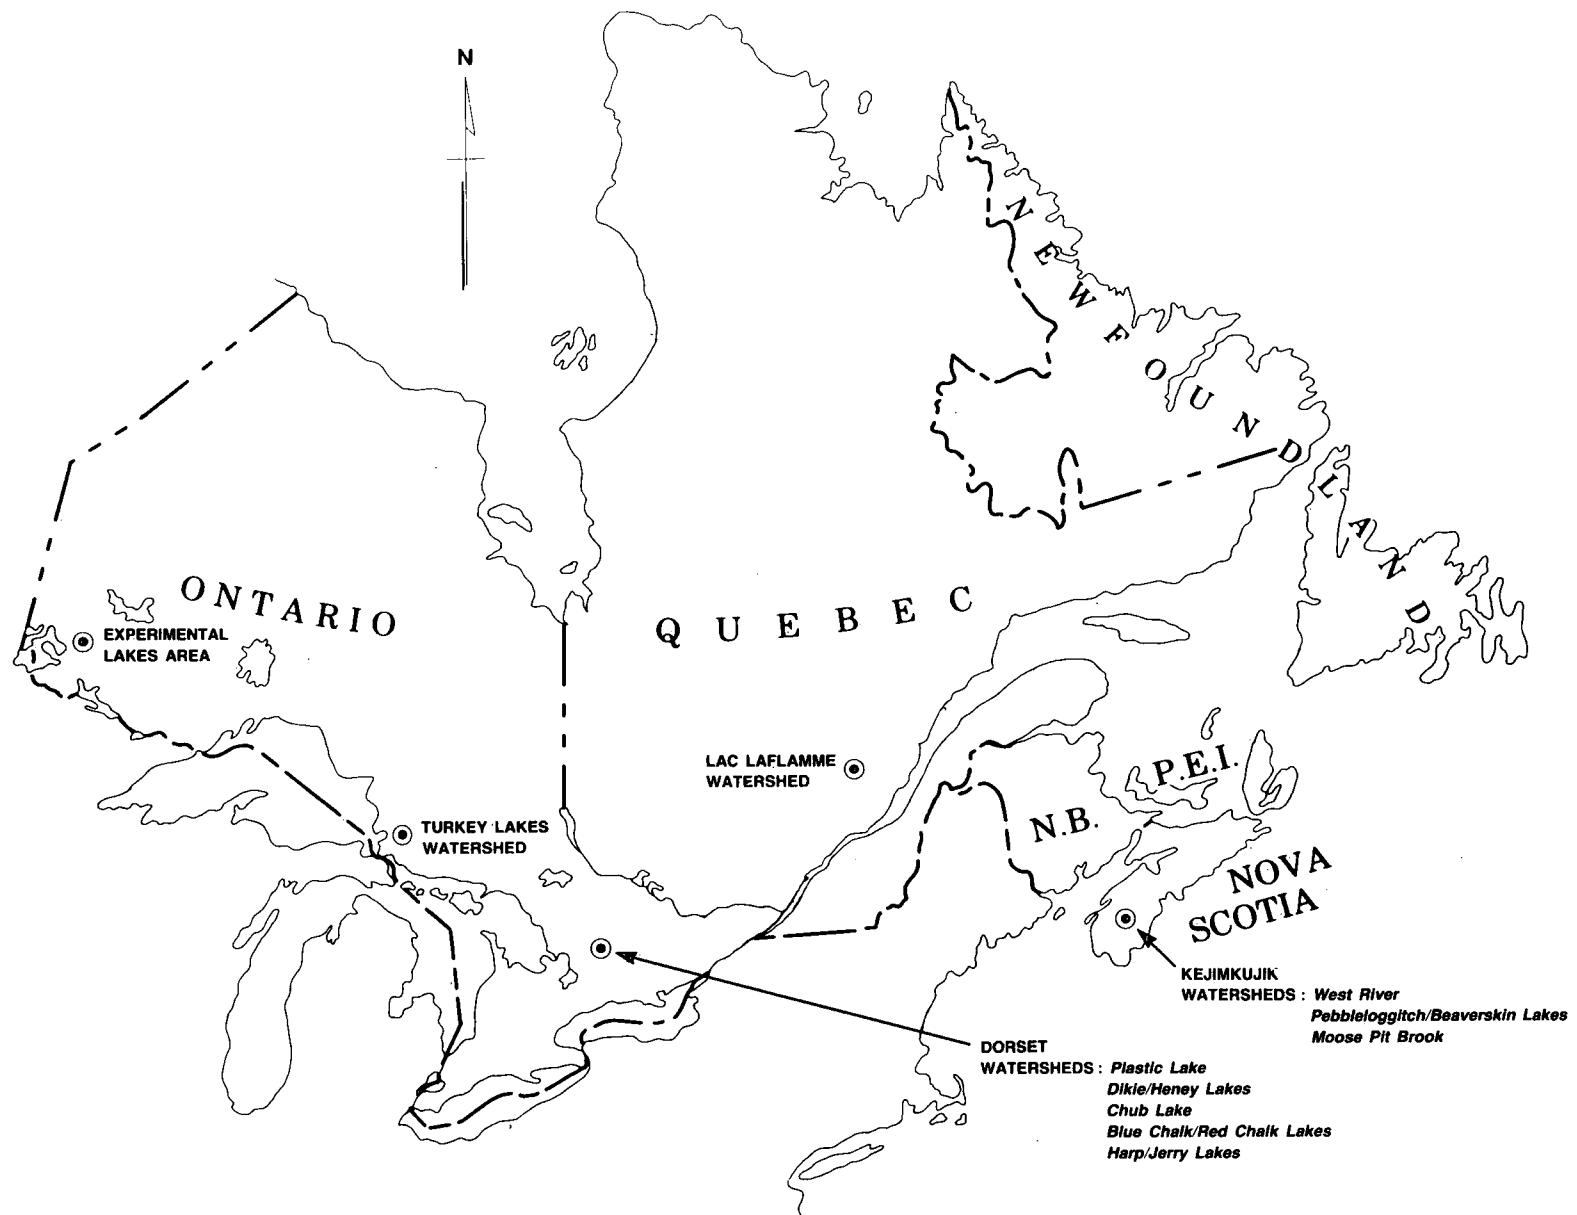 N
NEWFOUNDLAND
ONTARIO
QUEBEC
EXPERIMENTAL
LAKES AREA
LAC LAFLAMME
WATERSHED
P.E.I.
N.B.
TURKEY LAKES
WATERSHED
NOVA
SCOTIA
KEJIMKUJIK
WATERSHEDS : West River
Pebbleloggitch/Beaverskin Lakes
Moose Pit Brook
DORSET
WATERSHEDS : Plastic Lake
Dikie/Heney Lakes
Chub Lake
Blue Chalk/Red Chalk Lakes
Harp/Jerry Lakes